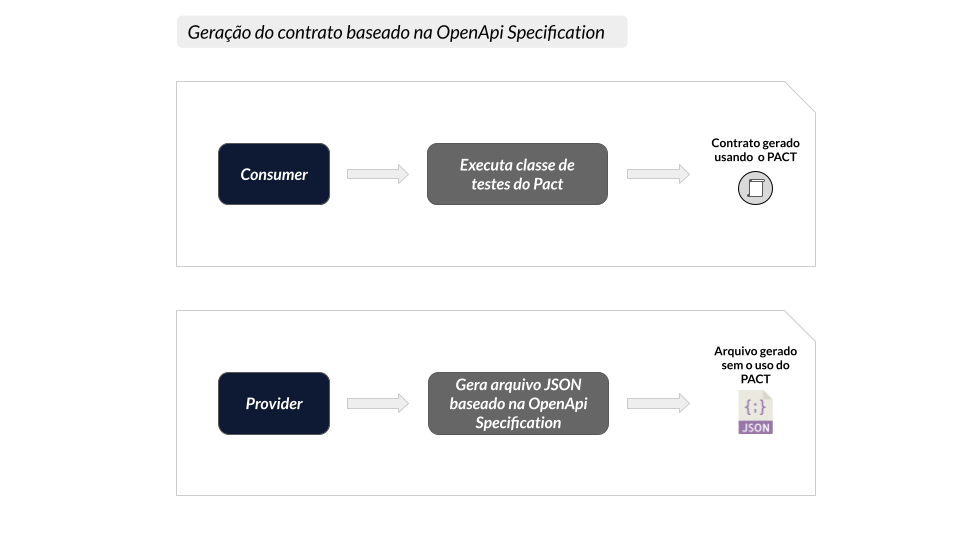 Geração do contrato baseado na OpenApi Specification
Consumer
Executa classe de
testes do Pact
Contrato gerado
usando o PACT
Provider
Gera arquivo JSON
baseado na OpenApi
Specification
Arquivo gerado
sem o uso do
PACT
{;}
JSON